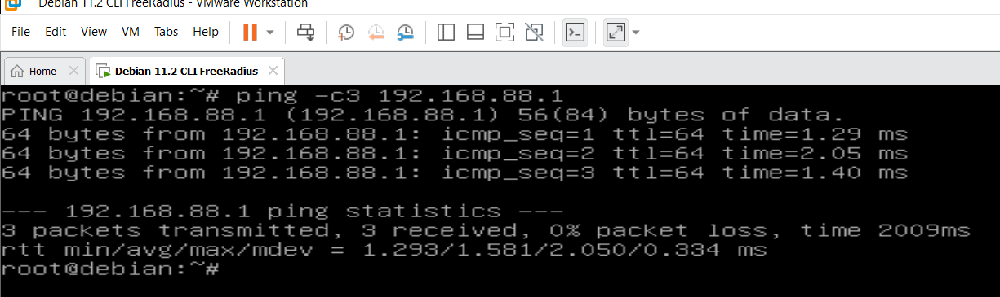 Debian 11.2 CLI FreeRadius - VMware Workstation
File Edit View VM Tabs Help
Home Debian 11.2 CLI FreeRadius
root@debian:~# ping -c3 192.168.88.1
PING 192.168.88.1 (192.168.88.1) 56(84) bytes of data.
64 bytes from 192.168.88.1: icmp_seq=1 ttl=64 time=1.29 ms
64 bytes from 192.168.88.1: icmp_seq=2 ttl=64 time=2.05 ms
64 bytes from 192.168.88.1: icmp_seq=3 ttl=64 time=1.40 ms
--- 192.168.88.1 ping statistics ---
3 packets transmitted, 3 received, 0% packet loss, time 2009ms
rtt min/avg/max/mdev = 1.293/1.581/2.050/0.334 ms
root@debian:~#